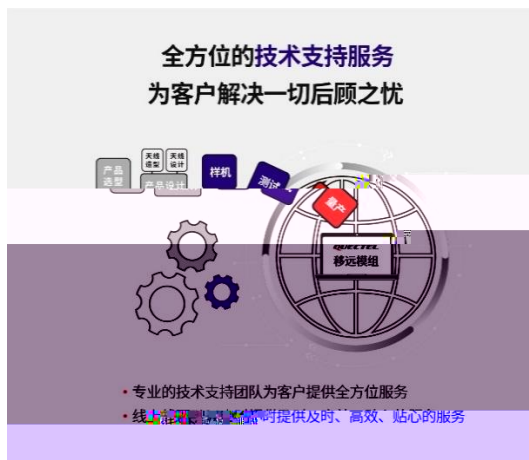 全方位的技术支持服务
为客户解决一切后顾之忧
产品
选型
天线
选型
天线
设计
产品设计
样机
测试
量产
QUECTEL
移远模组
• 专业的技术支持团队为客户提供全方位服务
• 线上
时提供及时、高效、贴心的服务